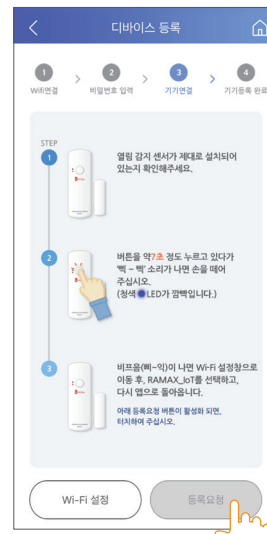 디바이스 등록
1 2 3 4
Wifi연결 비밀번호 입력 기기연결 기기등록 완료
STEP
1
열림 감지 센서가 제대로 설치되어
있는지 확인해주세요.
2
버튼을 약7초 정도 누르고 있다가
'삑 - 삑' 소리가 나면 손을 떼어
주십시오.
(청색 LED가 깜빡입니다.)
3
비프음(삐-익)이 나면 Wi-Fi 설정창으로
이동 후, RAMAX_IoT를 선택하고,
다시 앱으로 돌아옵니다.
아래 등록요청 버튼이 활성화 되면,
터치하여 주십시오.
Wi-Fi 설정 등록요청